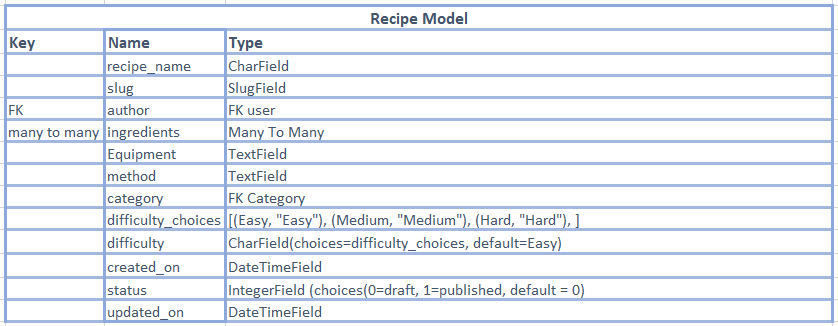 Recipe Model
Key Name Type
recipe_name CharField
slug SlugField
FK author FK user
many to many ingredients Many To Many
Equipment TextField
method TextField
category FK Category
difficulty_choices [(Easy, "Easy"), (Medium, "Medium"), (Hard, "Hard"), ]
difficulty CharField(choices=difficulty_choices, default=Easy)
created_on DateTimeField
status IntegerField (choices(0=draft, 1=published, default = 0)
updated_on DateTimeField